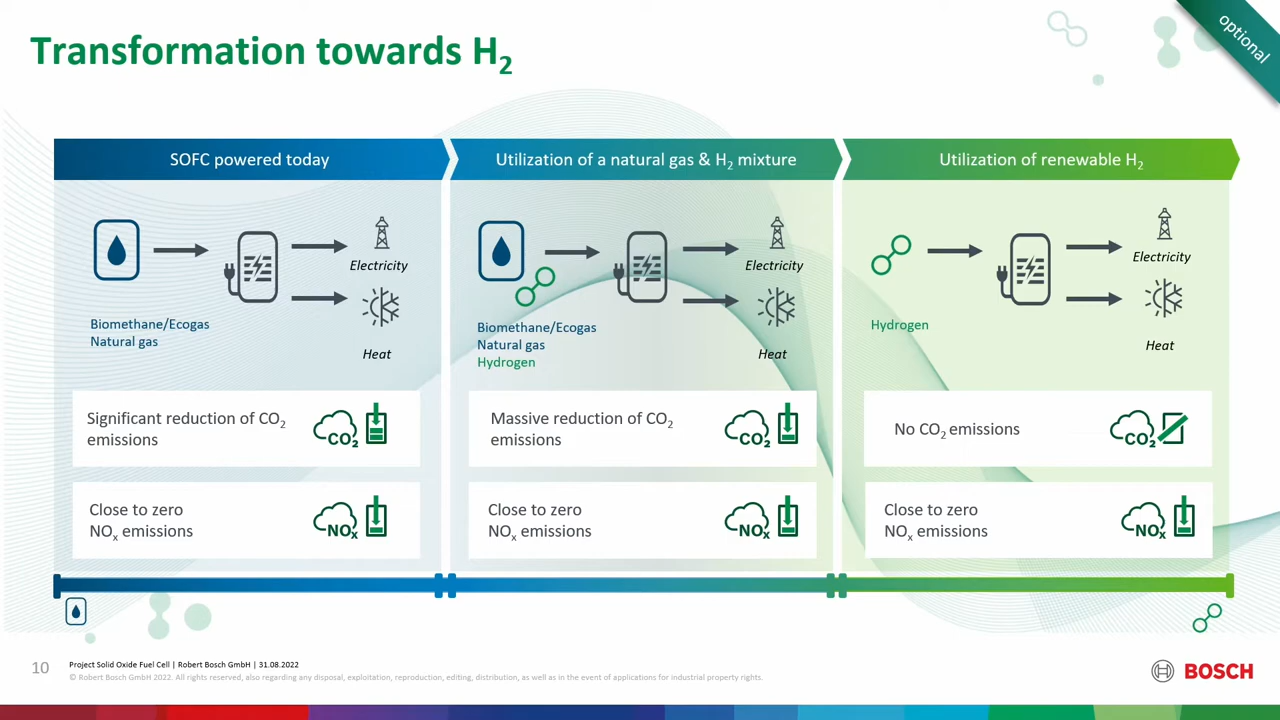 Transformation towards H2
optional
SOFC powered today
Biomethane/Ecogas
Natural gas
Electricity
Heat
Significant reduction of CO2
emissions
CO2
Close to zero
NOx emissions
NOx
Utilization of a natural gas & H2 mixture
Biomethane/Ecogas
Natural gas
Hydrogen
Electricity
Heat
Massive reduction of CO2
emissions
CO2
Close to zero
NOx emissions
NOx
Utilization of renewable H2
Hydrogen
Electricity
Heat
No CO2 emissions
CO2
Close to zero
NOx emissions
NOx
10
Project Solid Oxide Fuel Cell | Robert Bosch GmbH | 31.08.2022
© Robert Bosch GmbH 2022. All rights reserved, also regarding any disposal, exploitation, reproduction, editing, distribution, as well as in the event of applications for industrial property rights.
BOSCH